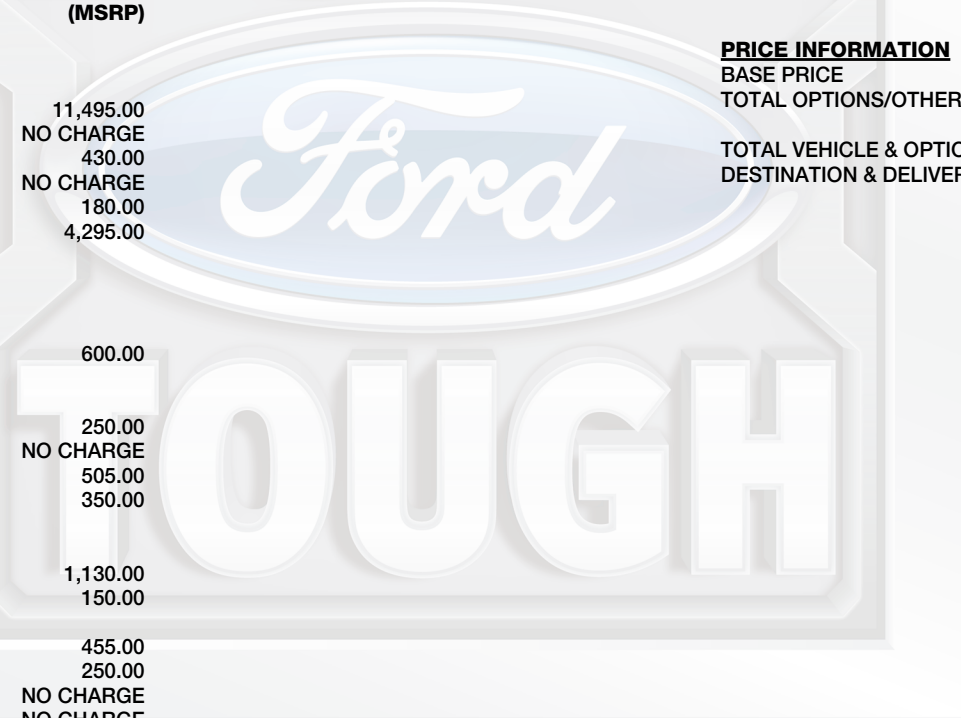 (MSRP)
11,495.00
NO CHARGE
430.00
NO CHARGE
180.00
4,295.00
600.00
250.00
NO CHARGE
505.00
350.00
1,130.00
150.00
455.00
250.00
NO CHARGE
NO CHARGE
PRICE INFORMATION
BASE PRICE
TOTAL OPTIONS/OTHER
TOTAL VEHICLE & OPTIO
DESTINATION & DELIVER
Ford
TOUGH